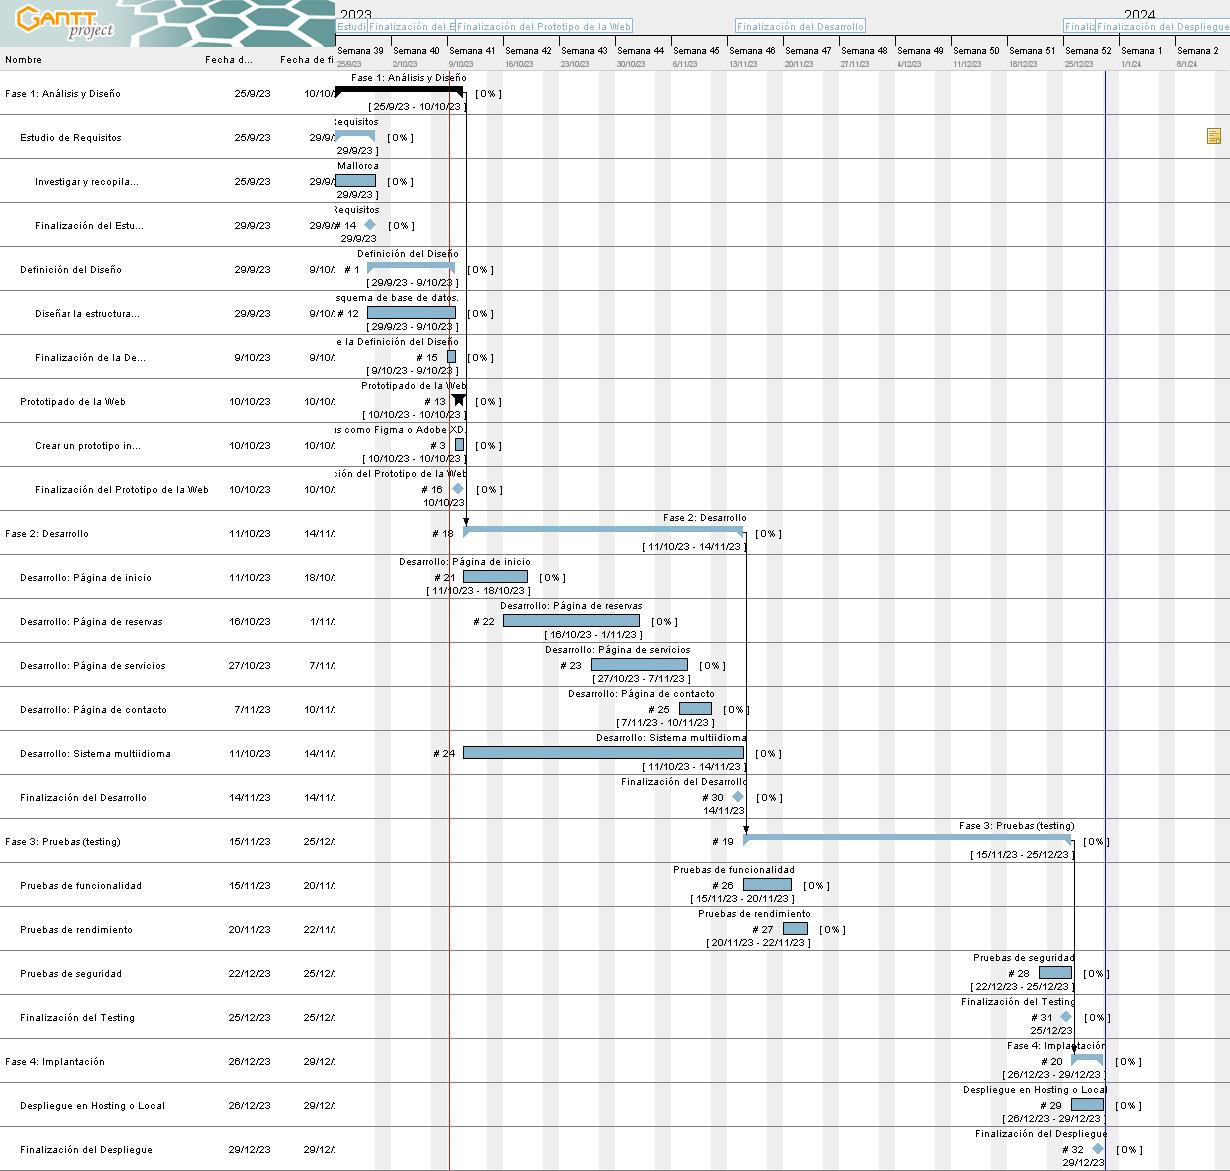 GANTT
project
2023
2024
Estudi
Finalización del E
Finalización del Prototipo de la Web
Finalización del Desarrollo
Finaliz
Finalización del Despliegue
Semana 39
Semana 40
Semana 41
Semana 42
Semana 43
Semana 44
Semana 45
Semana 46
Semana 47
Semana 48
Semana 49
Semana 50
Semana 51
Semana 52
Semana 1
Semana 2
Nombre
Fecha d...
Fecha de fi
25/9/23
2/10/23
9/10/23
16/10/23
23/10/23
30/10/23
6/11/23
13/11/23
20/11/23
27/11/23
4/12/23
11/12/23
18/12/23
25/12/23
1/1/24
8/1/24
Fase 1: Análisis y Diseño
Fase 1: Análisis y Diseño 25/9/23 10/10/ [ 0% ]
[ 25/9/23 - 10/10/23 ]
Requisitos
Estudio de Requisitos 25/9/23 29/9/ [ 0% ]
29/9/23 ]
Mallorca
Investigar y recopila... 25/9/23 29/9/ [ 0% ]
29/9/23 ]
Requisitos
Finalización del Estu... 29/9/23 29/9/ # 14 [ 0% ]
29/9/23
Definición del Diseño
Definición del Diseño 29/9/23 9/10/ # 1 [ 0% ]
[ 29/9/23 - 9/10/23 ]
squema de base de datos.
Diseñar la estructura... 29/9/23 9/10/ # 12 [ 0% ]
[ 29/9/23 - 9/10/23 ]
e la Definición del Diseño
Finalización de la De... 9/10/23 9/10/ # 15 [ 0% ]
[ 9/10/23 - 9/10/23 ]
Prototipado de la Web
Prototipado de la Web 10/10/23 10/10/ # 13 [ 0% ]
[ 10/10/23 - 10/10/23 ]
as como Figma o Adobe XD.
Crear un prototipo in... 10/10/23 10/10/ # 3 [ 0% ]
[ 10/10/23 - 10/10/23 ]
ción del Prototipo de la Web
Finalización del Prototipo de la Web 10/10/23 10/10/ # 16 [ 0% ]
10/10/23
Fase 2: Desarrollo
Fase 2: Desarrollo 11/10/23 14/11/ # 18 [ 0% ]
[ 11/10/23 - 14/11/23 ]
Desarrollo: Página de inicio
Desarrollo: Página de inicio 11/10/23 18/10/ # 21 [ 0% ]
[ 11/10/23 - 18/10/23 ]
Desarrollo: Página de reservas
Desarrollo: Página de reservas 16/10/23 1/11/ # 22 [ 0% ]
[ 16/10/23 - 1/11/23 ]
Desarrollo: Página de servicios
Desarrollo: Página de servicios 27/10/23 7/11/ # 23 [ 0% ]
[ 27/10/23 - 7/11/23 ]
Desarrollo: Página de contacto
Desarrollo: Página de contacto 7/11/23 10/11/ # 25 [ 0% ]
[ 7/11/23 - 10/11/23 ]
Desarrollo: Sistema multiidioma
Desarrollo: Sistema multiidioma 11/10/23 14/11/ # 24 [ 0% ]
[ 11/10/23 - 14/11/23 ]
Finalización del Desarrollo
Finalización del Desarrollo 14/11/23 14/11/ # 30 [ 0% ]
14/11/23
Fase 3: Pruebas (testing)
Fase 3: Pruebas (testing) 15/11/23 25/12/ # 19 [ 0% ]
[ 15/11/23 - 25/12/23 ]
Pruebas de funcionalidad
Pruebas de funcionalidad 15/11/23 20/11/ # 26 [ 0% ]
[ 15/11/23 - 20/11/23 ]
Pruebas de rendimiento
Pruebas de rendimiento 20/11/23 22/11/ # 27 [ 0% ]
[ 20/11/23 - 22/11/23 ]
Pruebas de seguridad
Pruebas de seguridad 22/12/23 25/12/ # 28 [ 0% ]
[ 22/12/23 - 25/12/23 ]
Finalización del Testing
Finalización del Testing 25/12/23 25/12/ # 31 [ 0% ]
25/12/23
Fase 4: Implantación
Fase 4: Implantación 26/12/23 29/12/ # 20 [ 0% ]
[ 26/12/23 - 29/12/23 ]
Despliegue en Hosting o Local
Despliegue en Hosting o Local 26/12/23 29/12/ # 29 [ 0% ]
[ 26/12/23 - 29/12/23 ]
Finalización del Despliegue
Finalización del Despliegue 29/12/23 29/12/ # 32 [ 0% ]
29/12/23